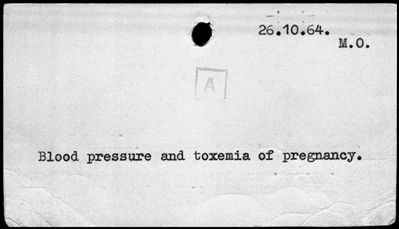 26.10.64.
M.O.
A
Blood pressure and toxemia of pregnancy.